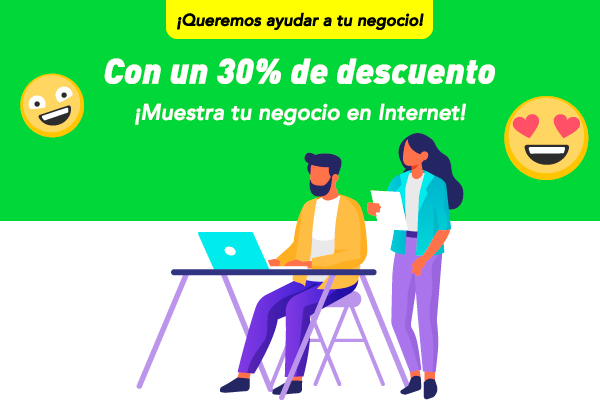 ¡Queremos ayudar a tu negocio!
Con un 30% de descuento
¡Muestra tu negocio en Internet!